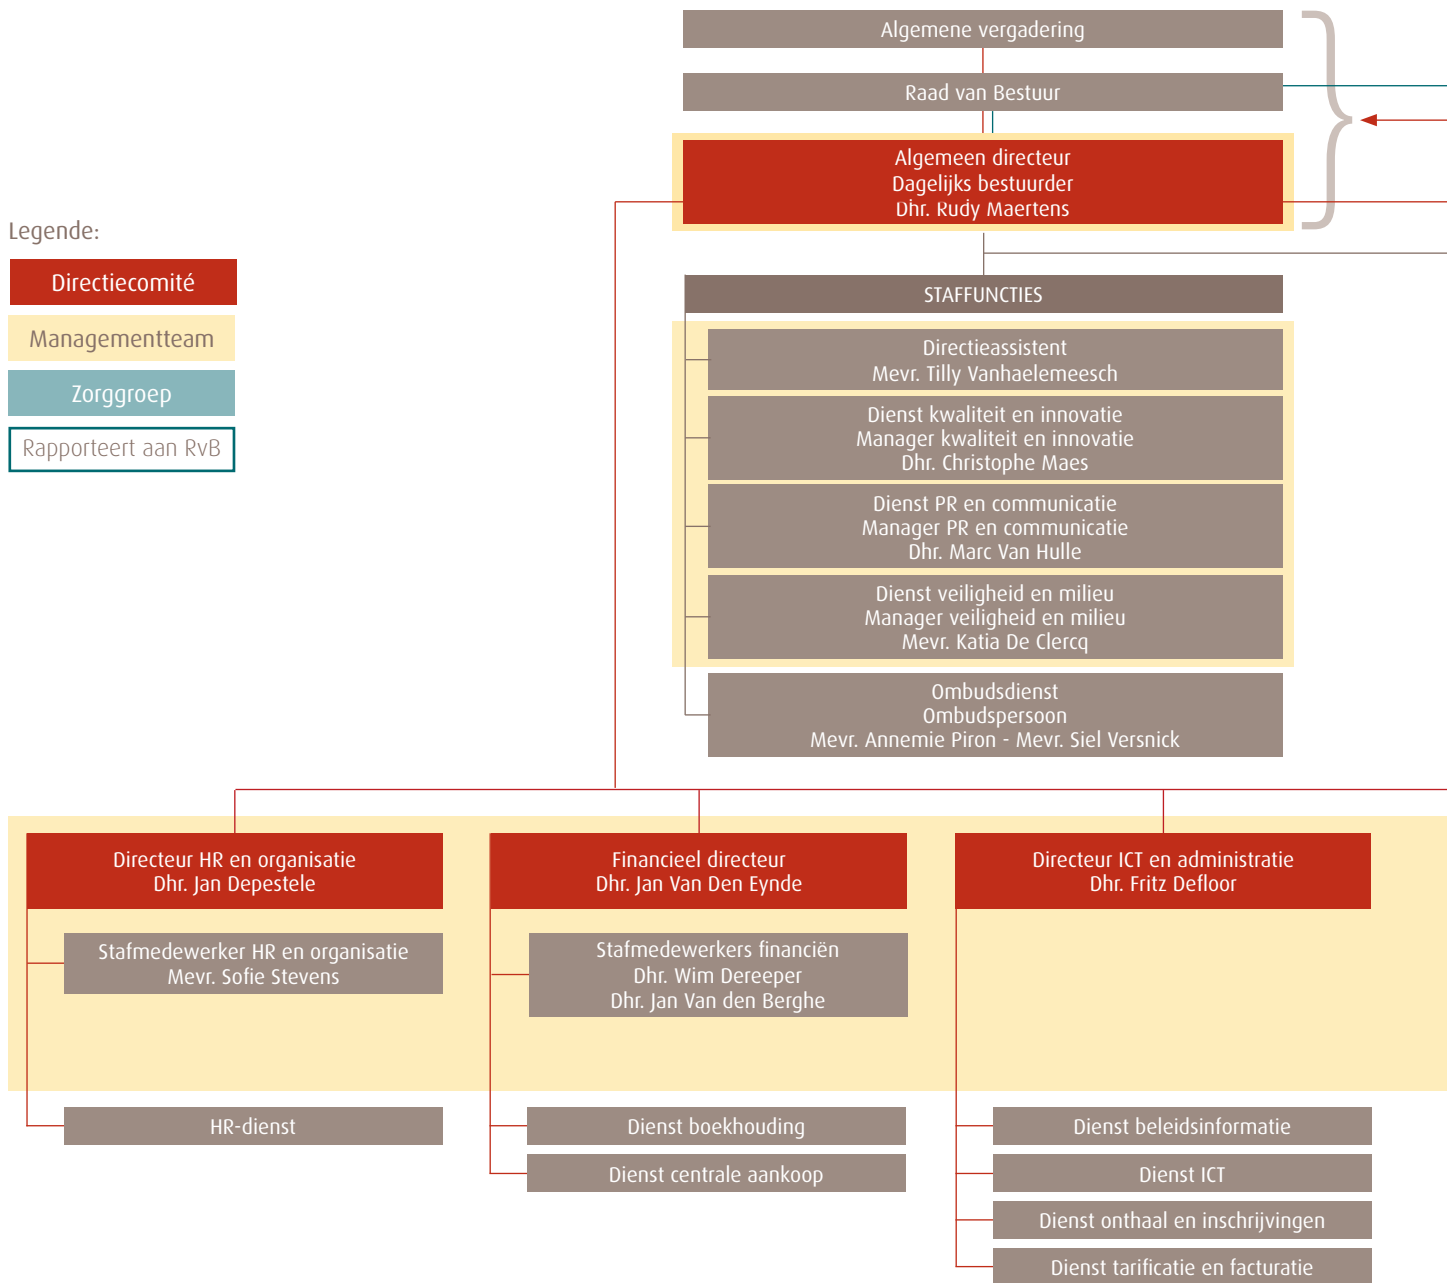 Algemene vergadering
Raad van Bestuur
Algemeen directeur
Dagelijks bestuurder
Dhr. Rudy Maertens
Legende:
Directiecomité
Managementteam
Zorggroep
Rapporteert aan RvB
STAFFUNCTIES
Directieassistent
Mevr. Tilly Vanhaelemeesch
Dienst kwaliteit en innovatie
Manager kwaliteit en innovatie
Dhr. Christophe Maes
Dienst PR en communicatie
Manager PR en communicatie
Dhr. Marc Van Hulle
Dienst veiligheid en milieu
Manager veiligheid en milieu
Mevr. Katia De Clercq
Ombudsdienst
Ombudspersoon
Mevr. Annemie Piron - Mevr. Siel Versnick
Directeur HR en organisatie
Dhr. Jan Depestele
Stafmedewerker HR en organisatie
Mevr. Sofie Stevens
HR-dienst
Financieel directeur
Dhr. Jan Van Den Eynde
Stafmedewerkers financiën
Dhr. Wim Dereeper
Dhr. Jan Van den Berghe
Dienst boekhouding
Dienst centrale aankoop
Directeur ICT en administratie
Dhr. Fritz Defloor
Dienst beleidsinformatie
Dienst ICT
Dienst onthaal en inschrijvingen
Dienst tarificatie en facturatie